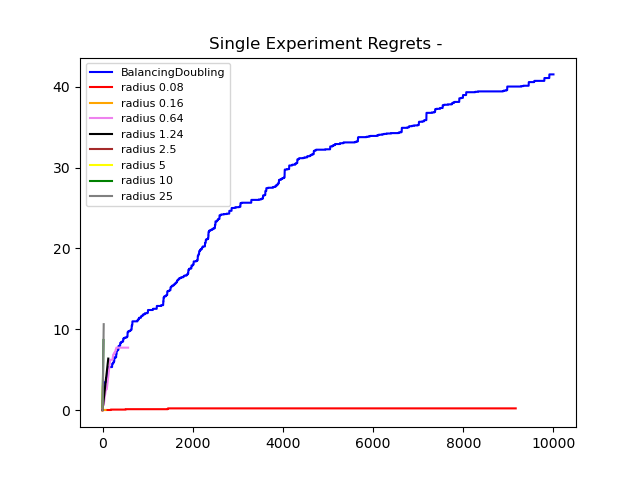 Single Experiment Regrets -
BalancingDoubling
radius 0.08
radius 0.16
radius 0.64
radius 1.24
radius 2.5
radius 5
radius 10
radius 25
40
30
20
10
0
0 2000 4000 6000 8000 10000